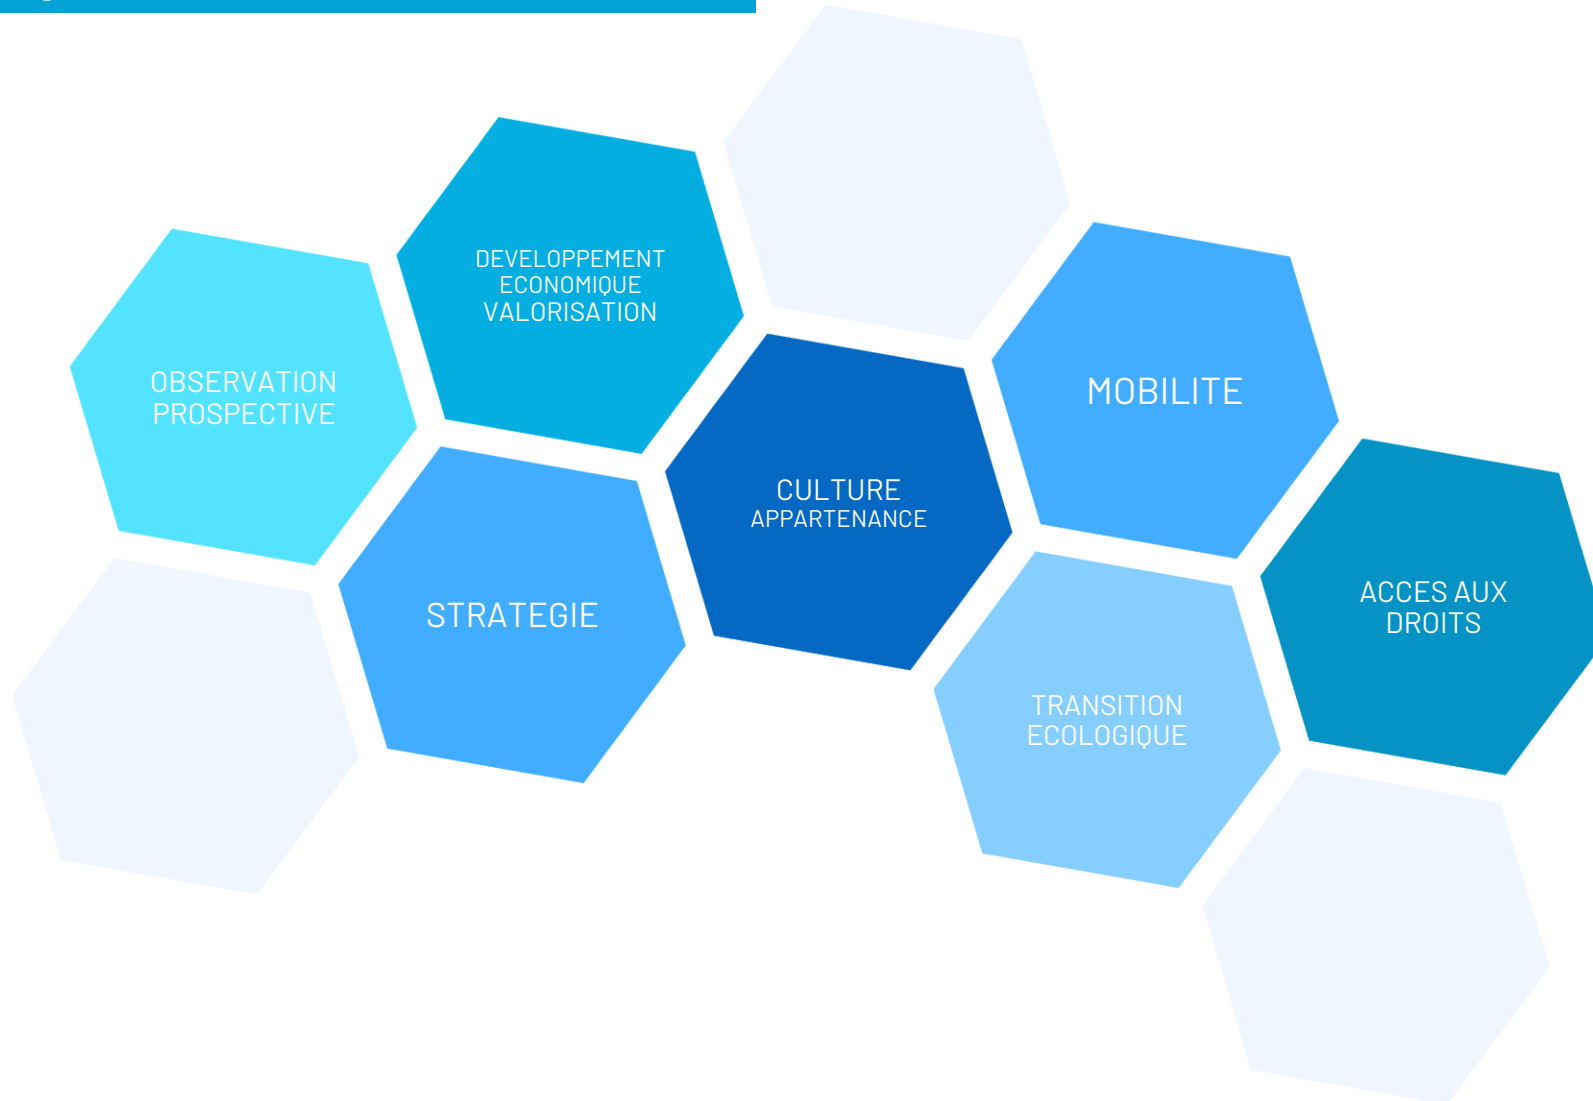 DEVELOPPEMENT
ECONOMIQUE
VALORISATION
OBSERVATION
PROSPECTIVE
MOBILITE
CULTURE
APPARTENANCE
STRATEGIE
ACCES AUX
DROITS
TRANSITION
ECOLOGIQUE